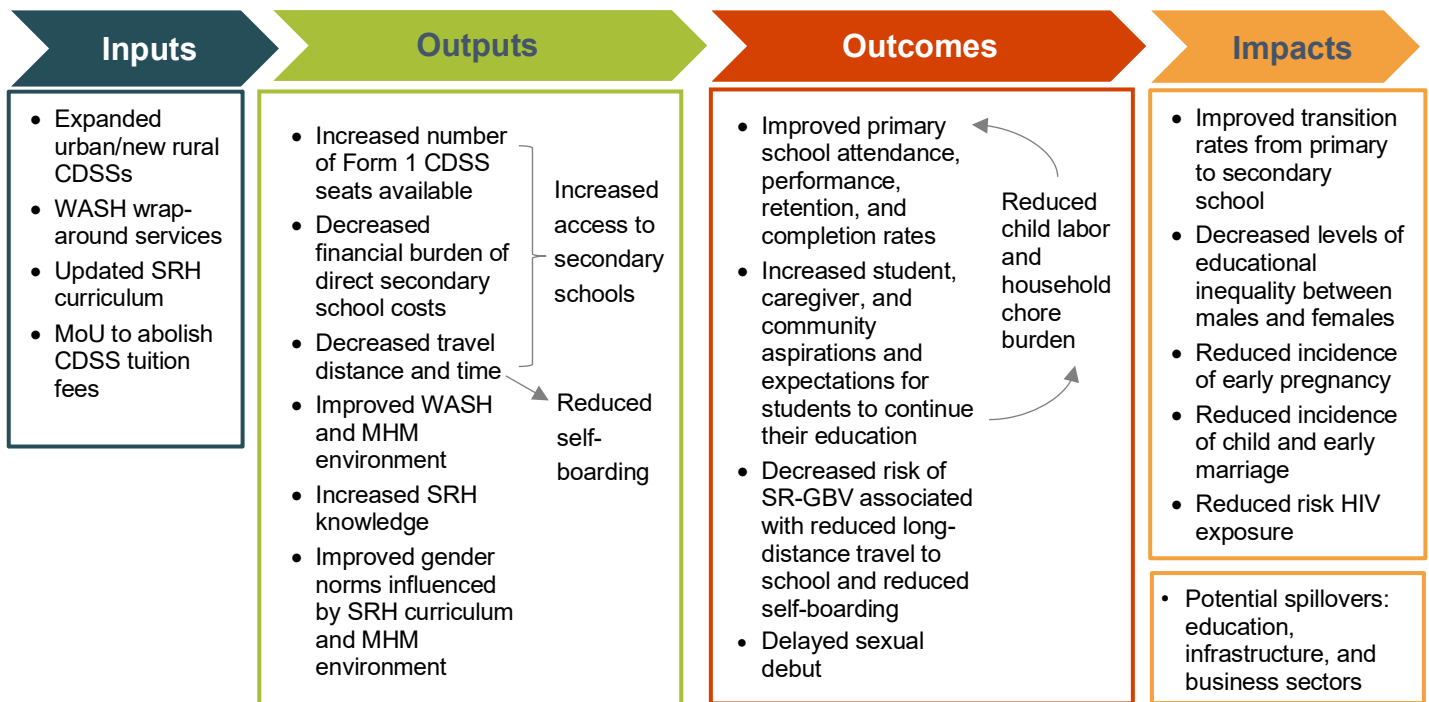 Inputs
Outputs
Outcomes
Impacts
• Expanded
urban/new rural
CDSSs
• WASH wrap-
around services
• Updated SRH
curriculum
• MoU to abolish
CDSS tuition
fees
• Increased number
of Form 1 CDSS
seats available
• Decreased
financial burden of
direct secondary
school costs
• Decreased travel
distance and time
• Improved WASH
and MHM
environment
• Increased SRH
knowledge
• Improved gender
norms influenced
by SRH curriculum
and MHM
environment
Increased
access to
secondary
schools
Reduced
self-
boarding
• Improved primary
school attendance,
performance,
retention, and
completion rates
• Increased student,
caregiver, and
community
aspirations and
expectations for
students to continue
their education
• Decreased risk of
SR-GBV associated
with reduced long-
distance travel to
school and reduced
self-boarding
• Delayed sexual
debut
Reduced
child labor
and
household
chore
burden
• Improved transition
rates from primary
to secondary
school
• Decreased levels of
educational
inequality between
males and females
• Reduced incidence
of early pregnancy
• Reduced incidence
of child and early
marriage
• Reduced risk HIV
exposure
• Potential spillovers:
education,
infrastructure, and
business sectors